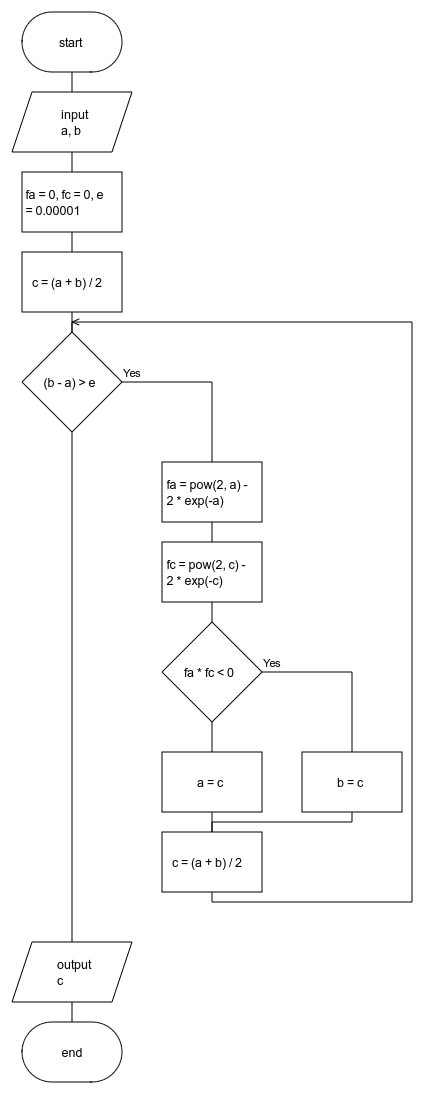 start
input
a, b
fa = 0, fc = 0, e
= 0.00001
c = (a + b) / 2
(b - a) > e
Yes
fa = pow(2, a) -
2 * exp(-a)
fc = pow(2, c) -
2 * exp(-c)
fa * fc < 0
Yes
a = c
b = c
c = (a + b) / 2
output
c
end